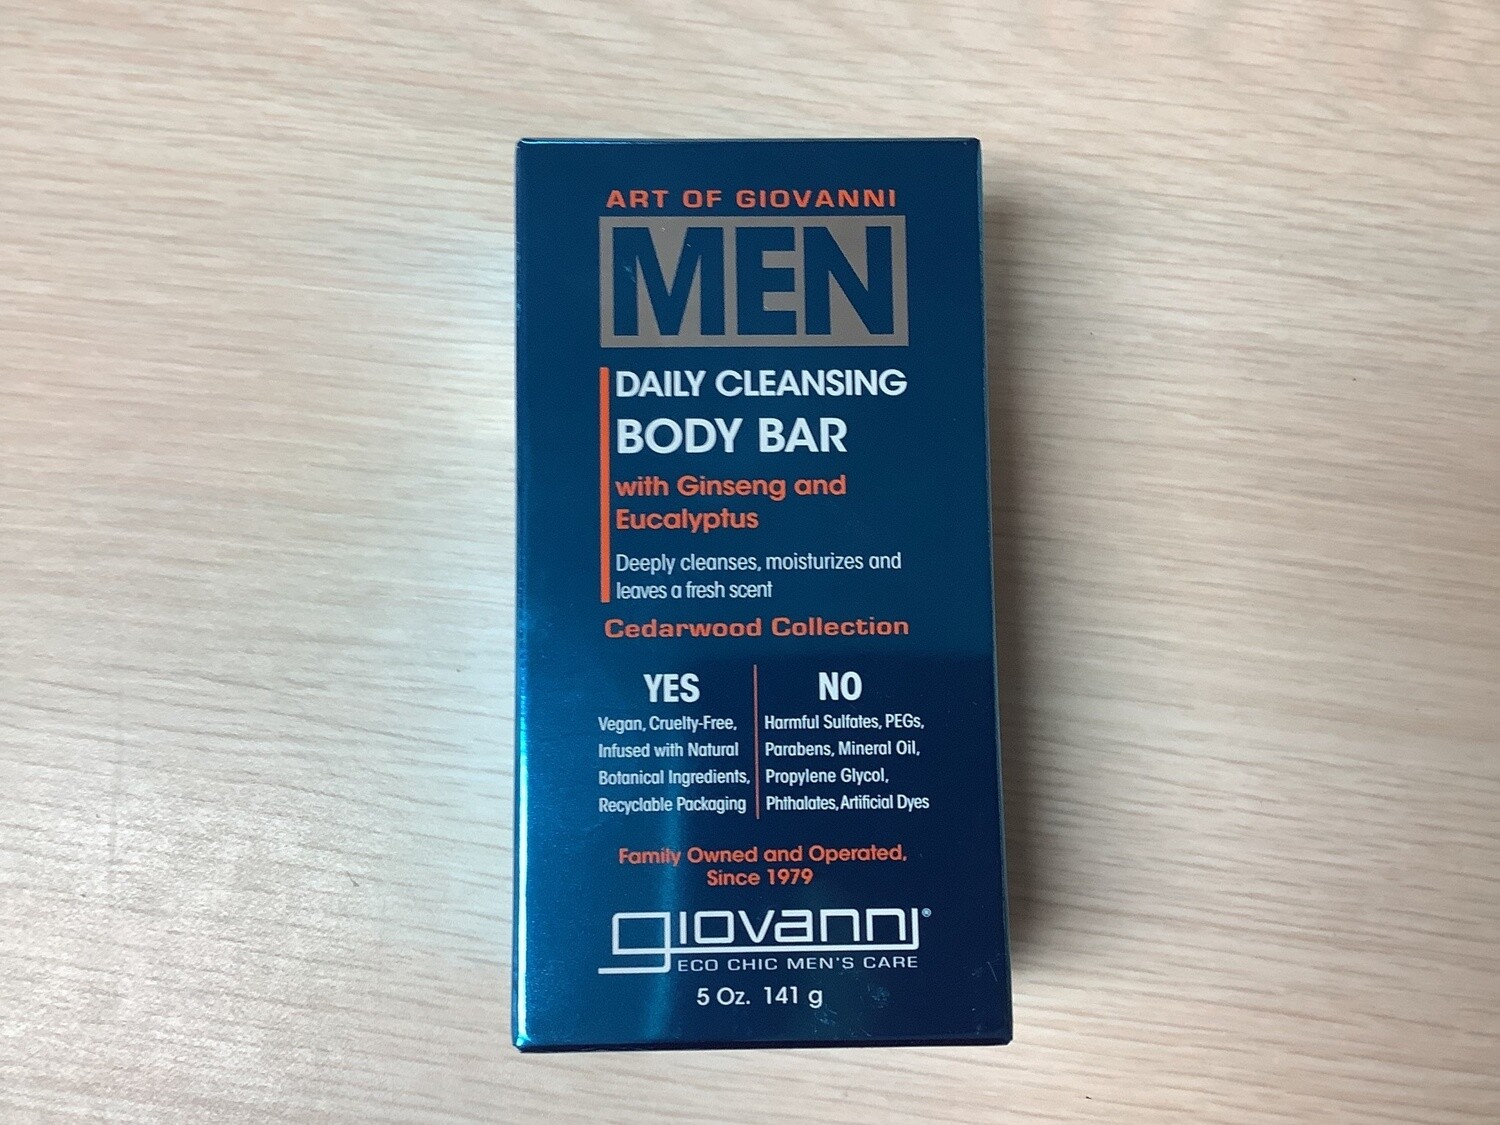 ART OF GIOVANNI
MEN
DAILY CLEANSING
BODY BAR
with Ginseng and
Eucalyptus
Deeply cleanses, moisturizes and
leaves a fresh scent
Cedarwood Collection
YES
Vegan, Cruelty-Free,
Infused with Natural
Botanical Ingredients,
Recyclable Packaging
NO
Harmful Sulfates, PEGs,
Parabens, Mineral Oil,
Propylene Glycol,
Phthalates, Artificial Dyes
Family Owned and Operated,
Since 1979
giovanni®
ECO CHIC MEN'S CARE
5 Oz. 141 g